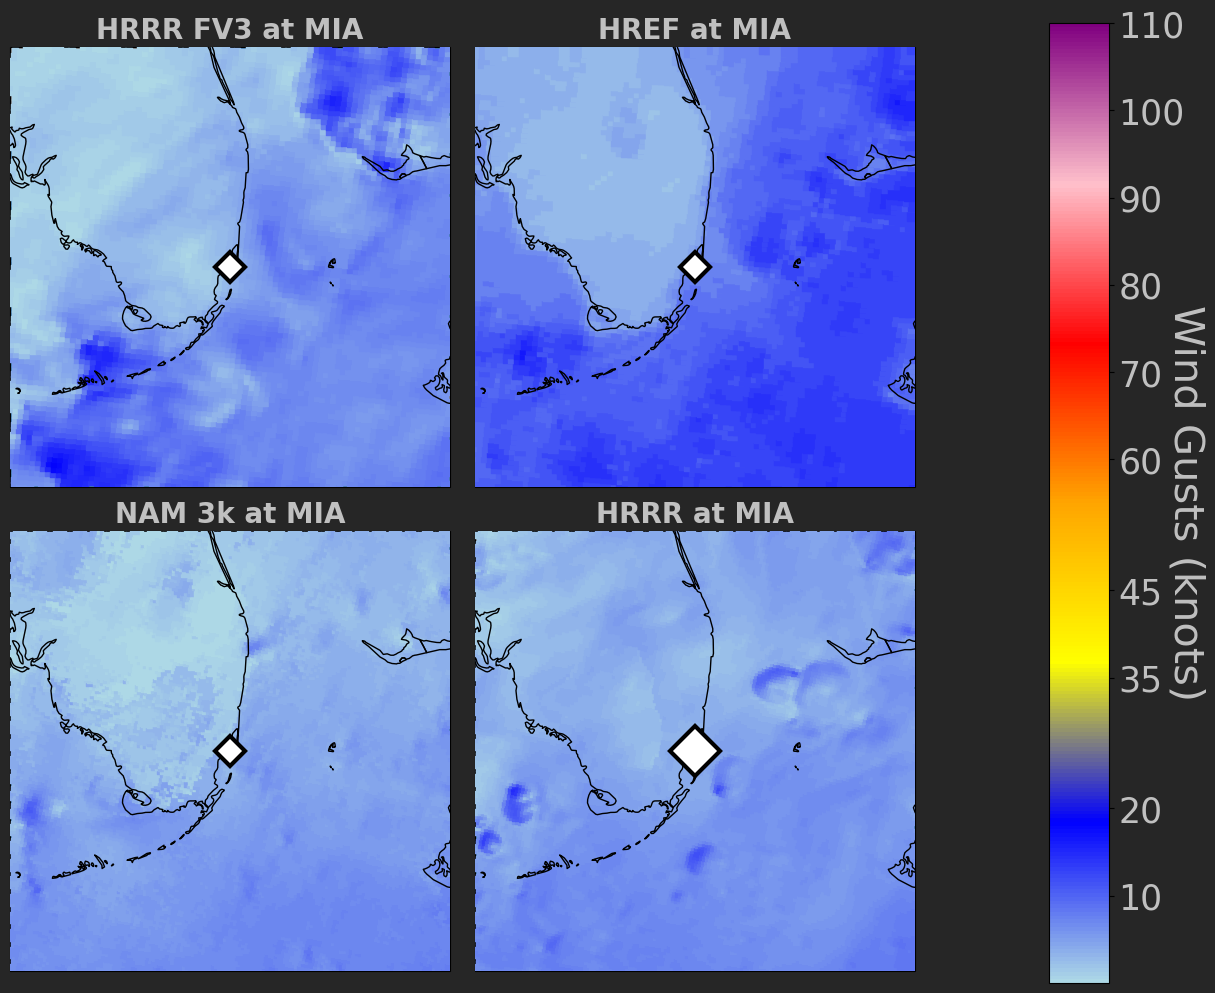 HRRR FV3 at MIA
HREF at MIA
NAM 3k at MIA
HRRR at MIA
110
100
90
80
70
60
45
35
20
10
Wind Gusts (knots)